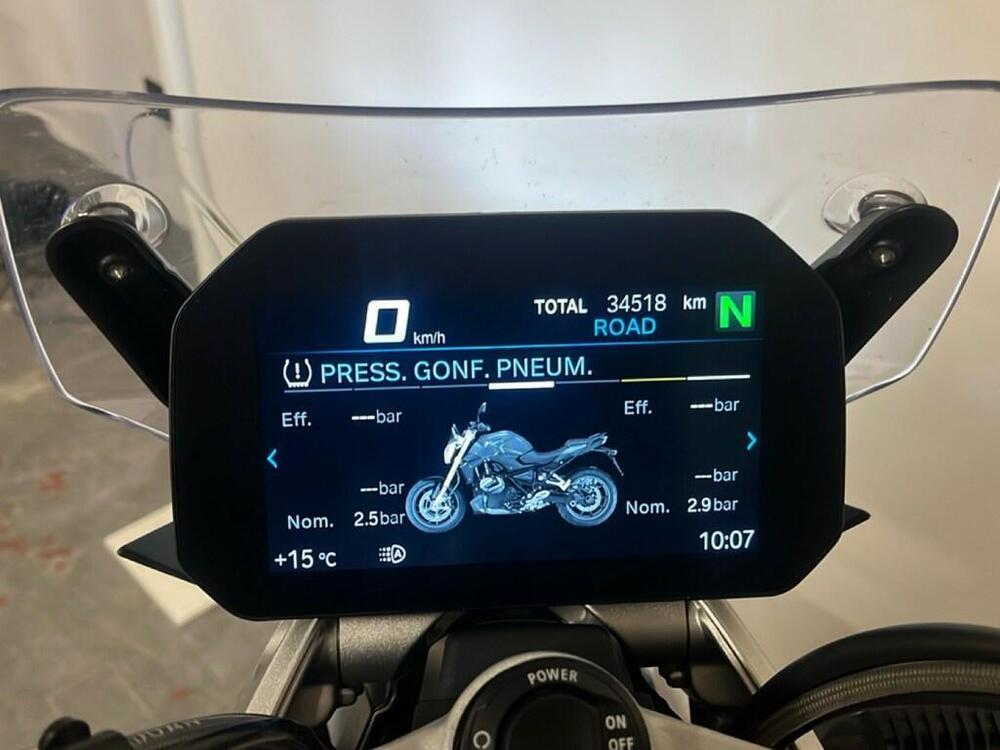 0 km/h TOTAL 34518 km N
ROAD
PRESS. GONF. PNEUM.
Eff. ---bar Eff. ---bar
---bar ---bar
Nom. 2.5bar Nom. 2.9bar
+15°C A 10:07
POWER
ON
OFF